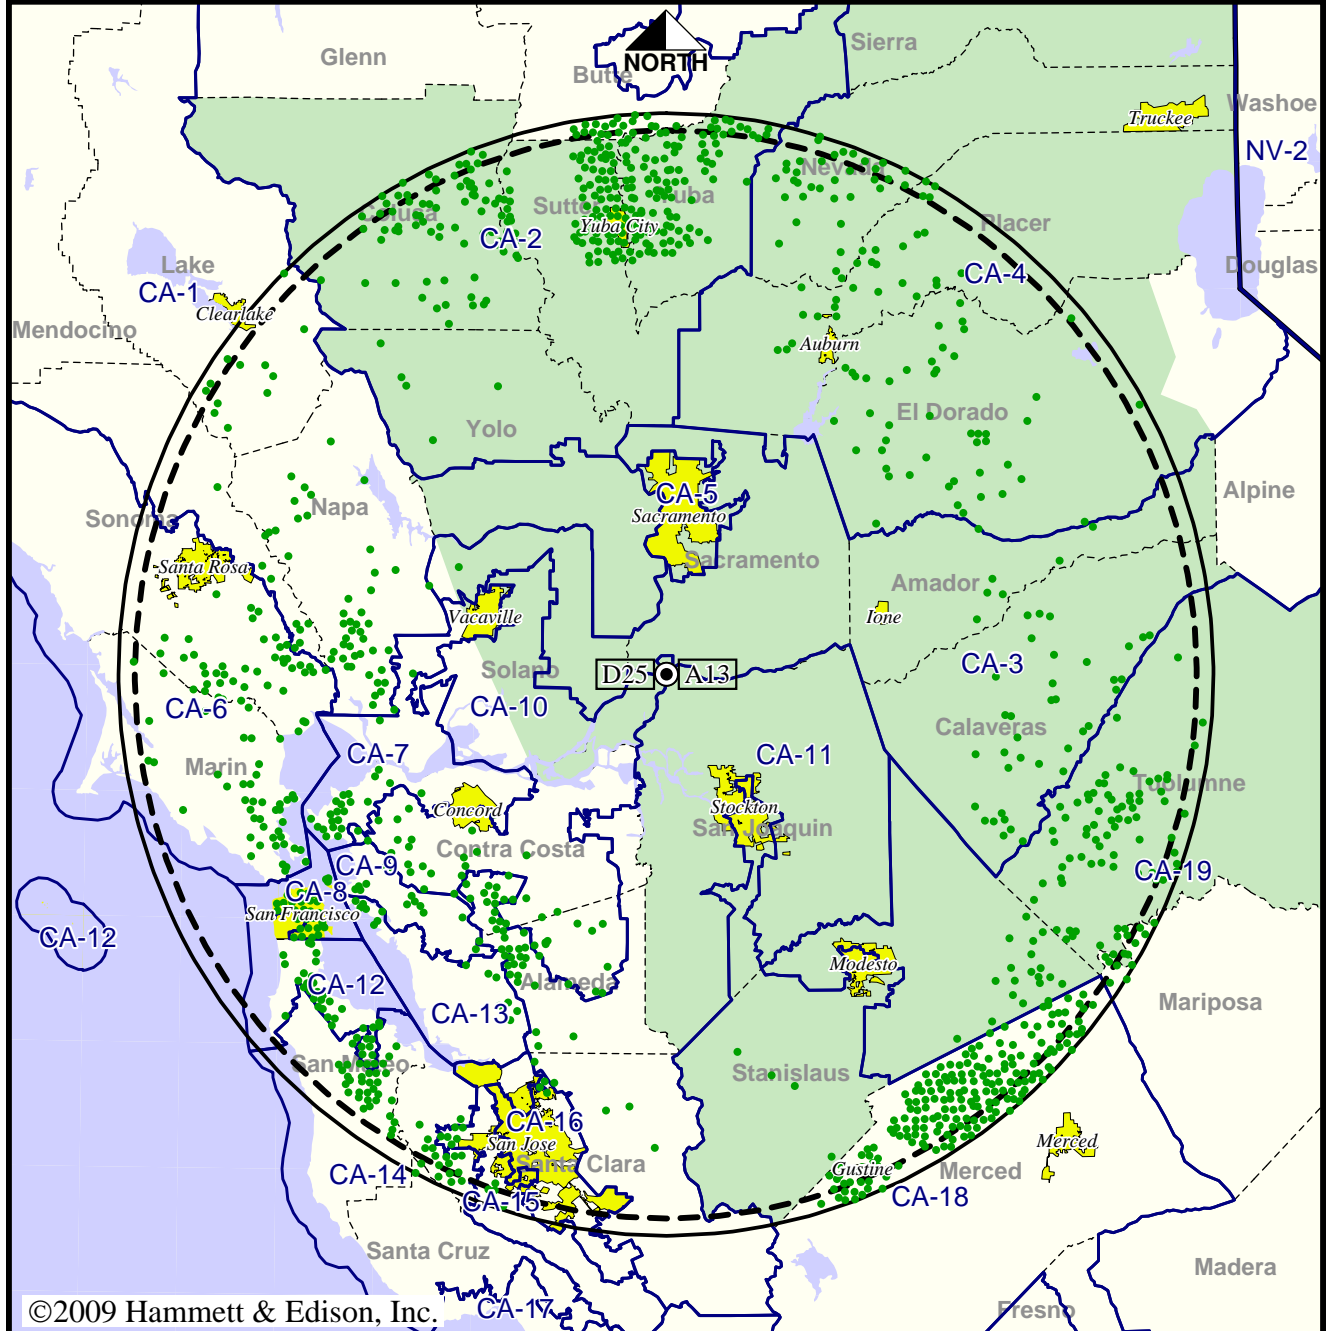 Glenn
Sierra
Butte
NORTH
Washoe
Truckee
NV-2
Nevada
Colusa
Sutter
Yuba
Yuba City
CA-2
Placer
CA-4
Lake
CA-1
Clearlake
Douglas
Mendocino
Auburn
El Dorado
Yolo
CA-5
Sacramento
Sacramento
Alpine
Napa
Sonoma
Santa Rosa
Amador
Vacaville
Ione
Solano
D25
A13
CA-3
CA-6
CA-10
Calaveras
CA-7
CA-11
Marin
Tuolumne
Concord
Stockton
San Joaquin
Contra Costa
CA-9
CA-19
CA-8
San Francisco
CA-12
Modesto
CA-12
Alameda
Mariposa
CA-13
San Mateo
Stanislaus
CA-16
San Jose
Merced
Santa Clara
Gustine
Merced
CA-14
CA-15
CA-18
Santa Cruz
Madera
CA-17
Fresno
©2009 Hammett & Edison, Inc.